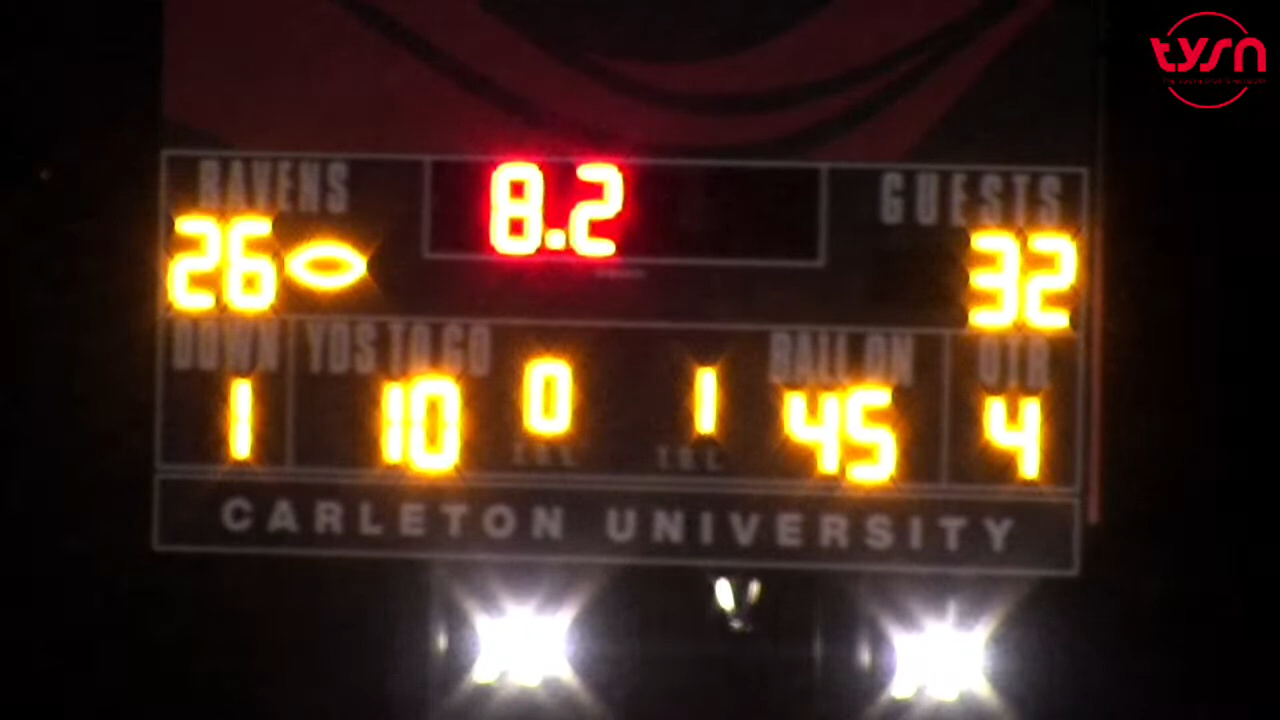 tysn
RAVENS 8.2 GUESTS
26 32
DOWN YDS TO GO BALL ON QTR
1 10 0 1 45 4
T.O.L. T.O.L.
CARLETON UNIVERSITY